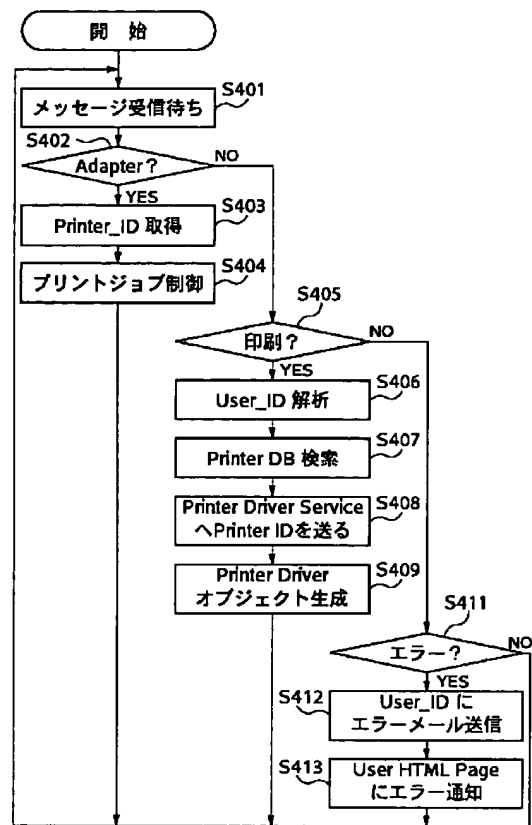 開 始
メッセージ受信待ち
S401
S402
Adapter？
NO
YES
Printer_ID 取得
S403
プリントジョブ制御
S404
S405
印刷？
NO
YES
User_ID 解析
S406
Printer DB 検索
S407
Printer Driver Service
へPrinter IDを送る
S408
Printer Driver
オブジェクト生成
S409
S411
エラー？
NO
YES
S412
User_ID に
エラーメール送信
S413
User HTML Page
にエラー通知